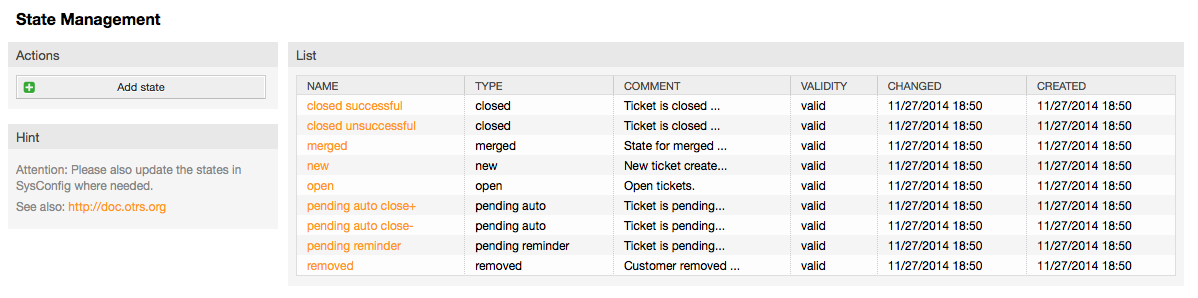 State Management
Actions
Add state
Hint
Attention: Please also update the states in
SysConfig where needed.
See also: http://doc.otrs.org
List
NAME TYPE COMMENT VALIDITY CHANGED CREATED
closed successful closed Ticket is closed ... valid 11/27/2014 18:50 11/27/2014 18:50
closed unsuccessful closed Ticket is closed ... valid 11/27/2014 18:50 11/27/2014 18:50
merged merged State for merged ... valid 11/27/2014 18:50 11/27/2014 18:50
new new New ticket create... valid 11/27/2014 18:50 11/27/2014 18:50
open open Open tickets. valid 11/27/2014 18:50 11/27/2014 18:50
pending auto close+ pending auto Ticket is pending... valid 11/27/2014 18:50 11/27/2014 18:50
pending auto close- pending auto Ticket is pending... valid 11/27/2014 18:50 11/27/2014 18:50
pending reminder pending reminder Ticket is pending... valid 11/27/2014 18:50 11/27/2014 18:50
removed removed Customer removed ... valid 11/27/2014 18:50 11/27/2014 18:50